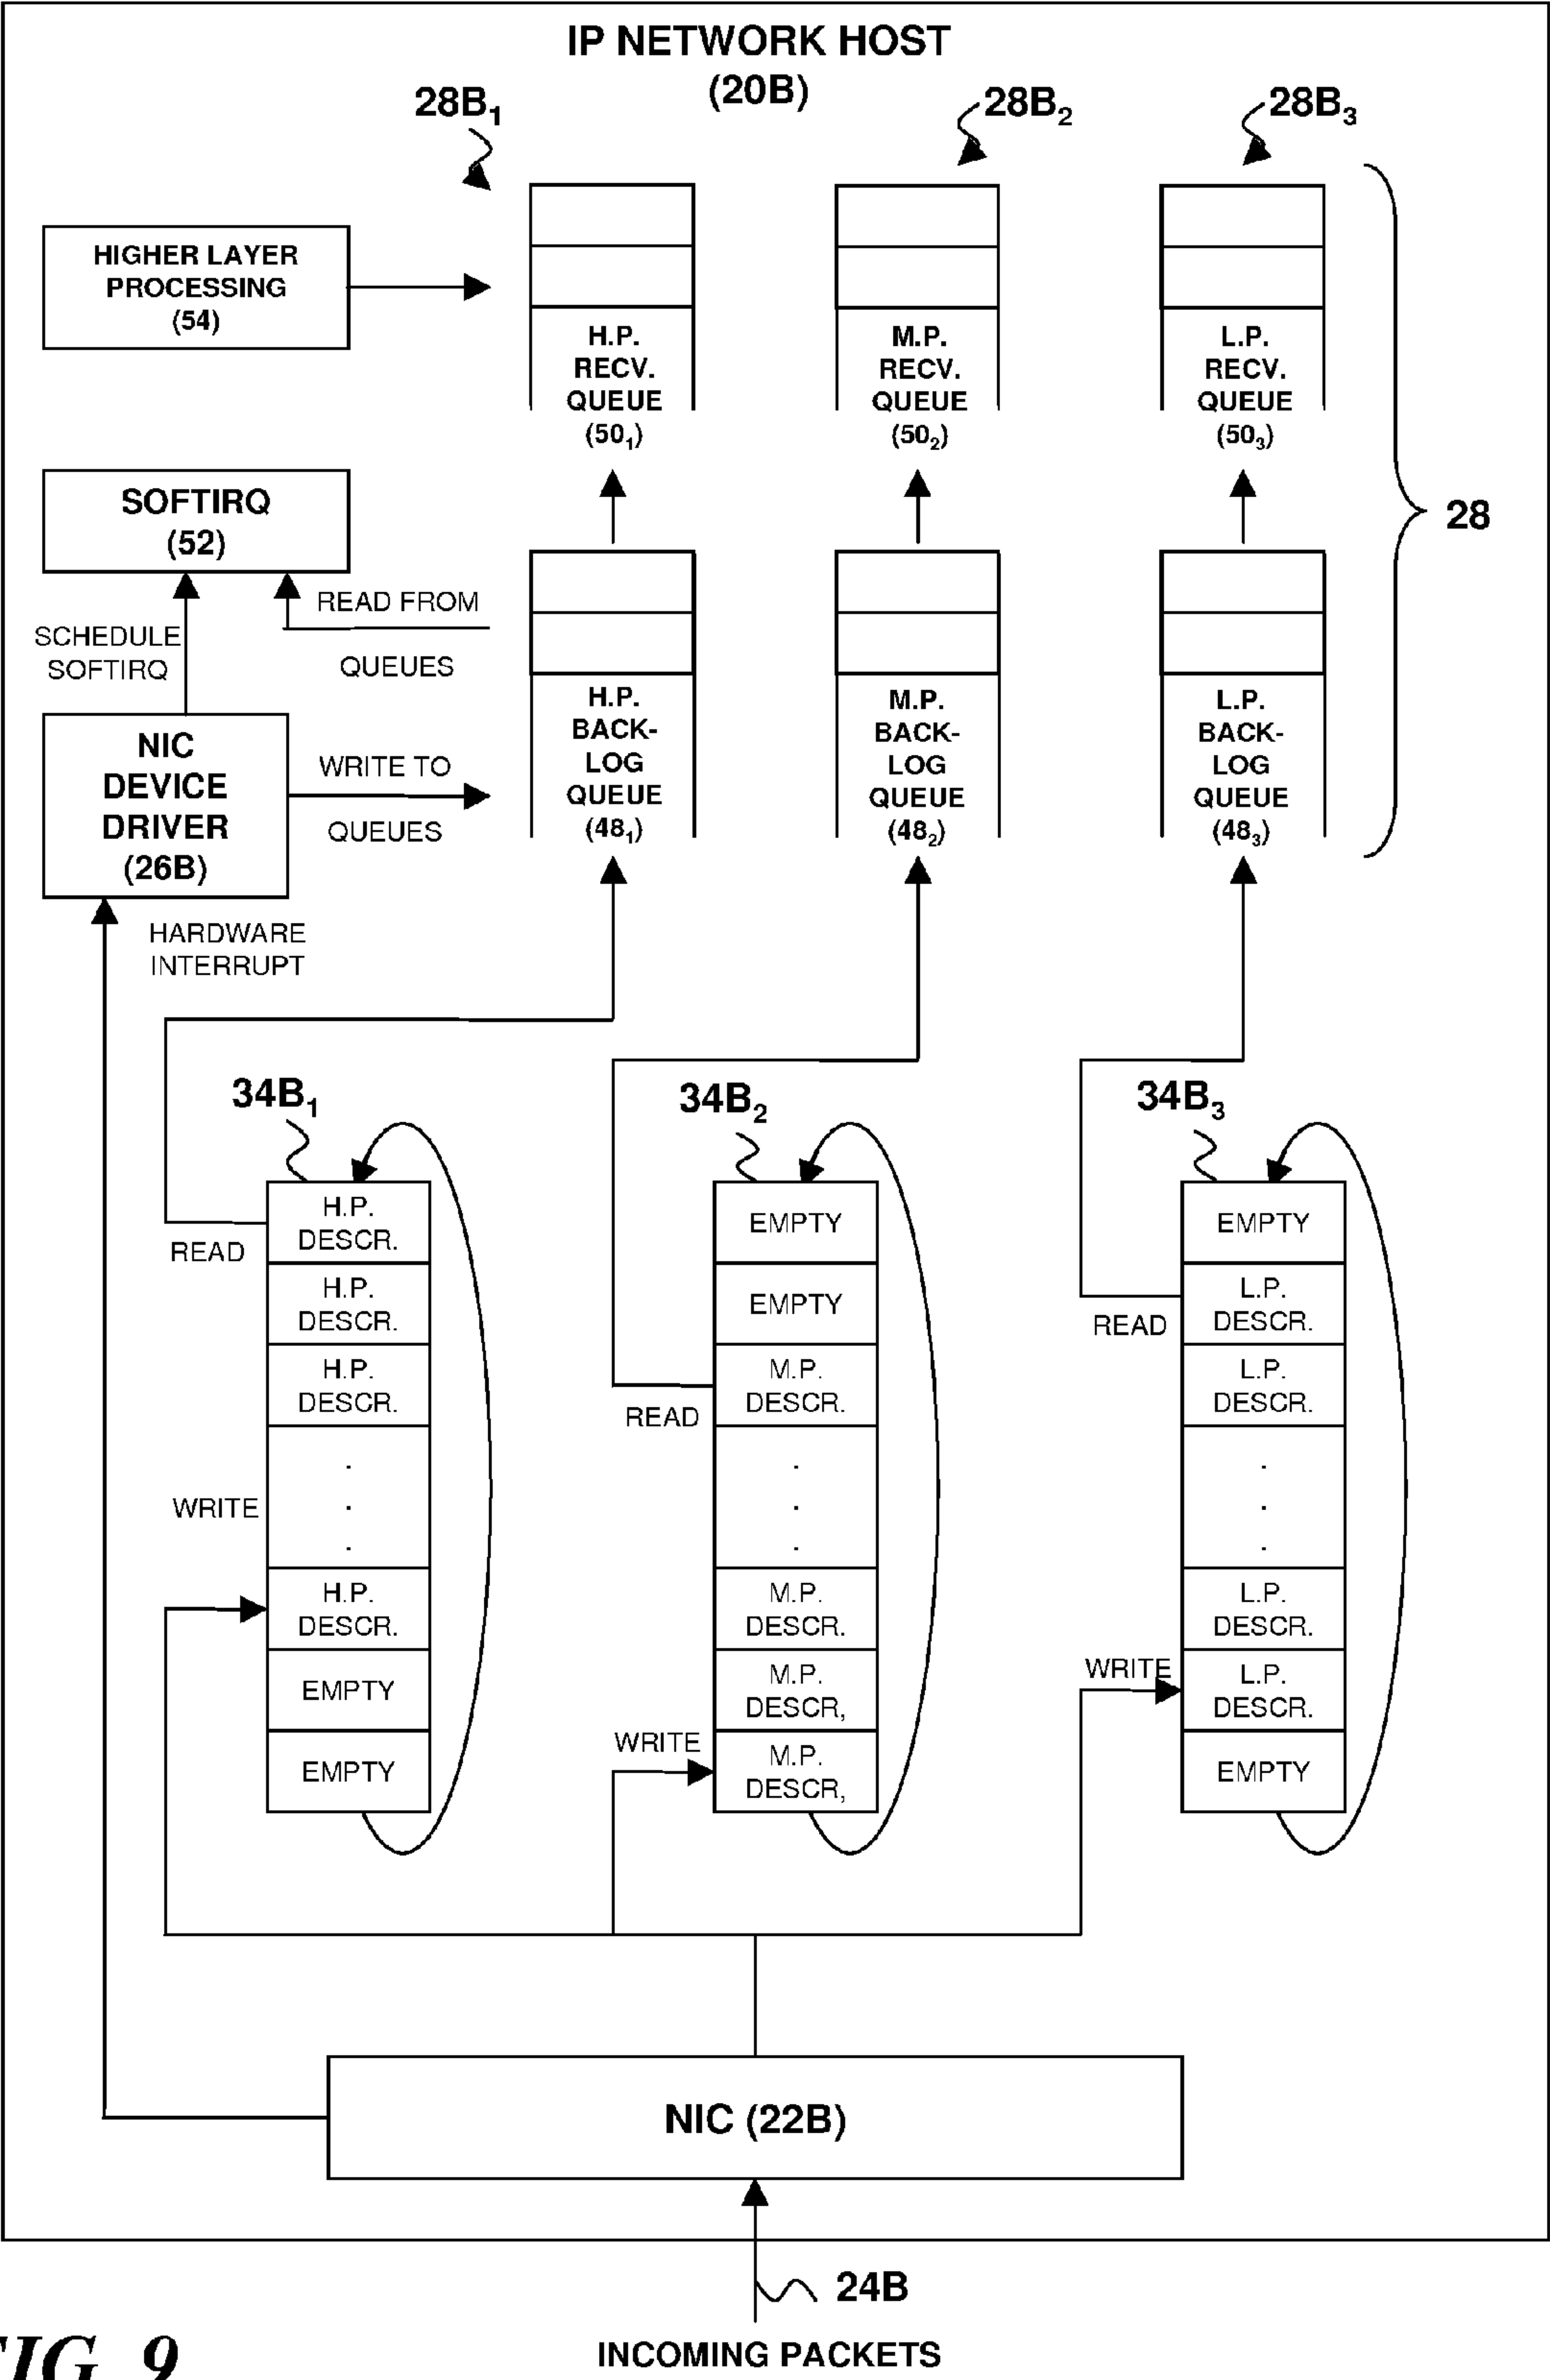 IP NETWORK HOST
(20B)
28B1
28B2
28B3
HIGHER LAYER
PROCESSING
(54)
H.P.
RECV.
QUEUE
(501)
M.P.
RECV.
QUEUE
(502)
L.P.
RECV.
QUEUE
(503)
28
SOFTIRQ
(52)
READ FROM
QUEUES
SCHEDULE
SOFTIRQ
NIC
DEVICE
DRIVER
(26B)
WRITE TO
QUEUES
H.P.
BACK-
LOG
QUEUE
(481)
M.P.
BACK-
LOG
QUEUE
(482)
L.P.
BACK-
LOG
QUEUE
(483)
HARDWARE
INTERRUPT
34B1
READ
WRITE
H.P.
DESCR.
H.P.
DESCR.
H.P.
DESCR.
.
.
.
H.P.
DESCR.
EMPTY
EMPTY
34B2
READ
WRITE
EMPTY
EMPTY
M.P.
DESCR.
.
.
.
M.P.
DESCR.
M.P.
DESCR,
M.P.
DESCR,
34B3
READ
WRITE
EMPTY
L.P.
DESCR.
L.P.
DESCR.
.
.
.
L.P.
DESCR.
L.P.
DESCR.
EMPTY
NIC (22B)
24B
INCOMING PACKETS
FIG. 9